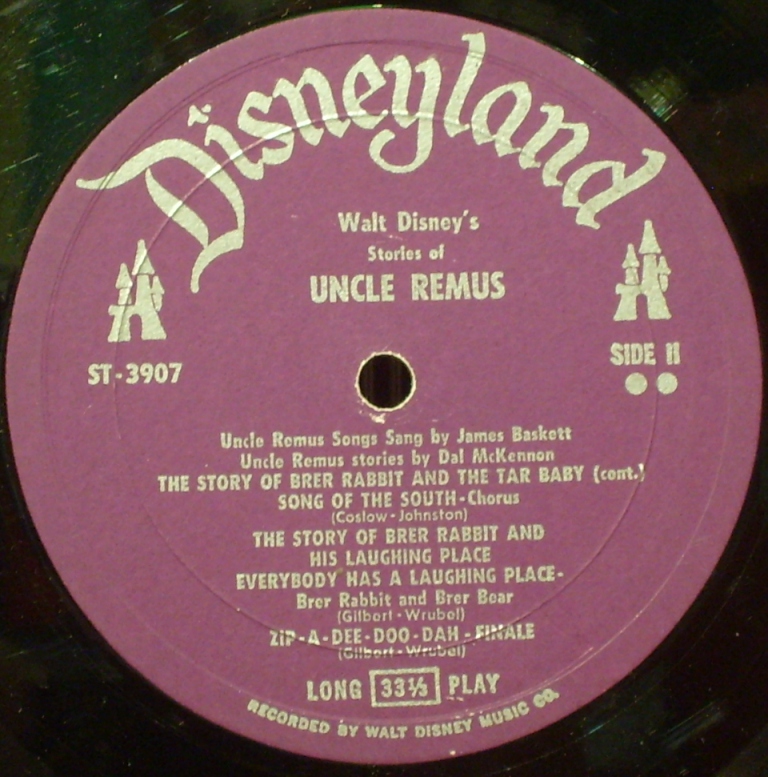 Disneyland
Walt Disney's
Stories of
UNCLE REMUS
ST-3907
SIDE II
Uncle Remus Songs Sang by James Baskett
Uncle Remus stories by Dal McKennon
THE STORY OF BRER RABBIT AND THE TAR BABY (cont.)
SONG OF THE SOUTH-Chorus
(Coslow-Johnston)
THE STORY OF BRER RABBIT AND
HIS LAUGHING PLACE
EVERYBODY HAS A LAUGHING PLACE-
Brer Rabbit and Brer Bear
(Gilbert-Wrubel)
ZIP-A-DEE-DOO-DAH-FINALE
(Gilbert-Wrubel)
LONG 33⅓ PLAY
RECORDED BY WALT DISNEY MUSIC CO.